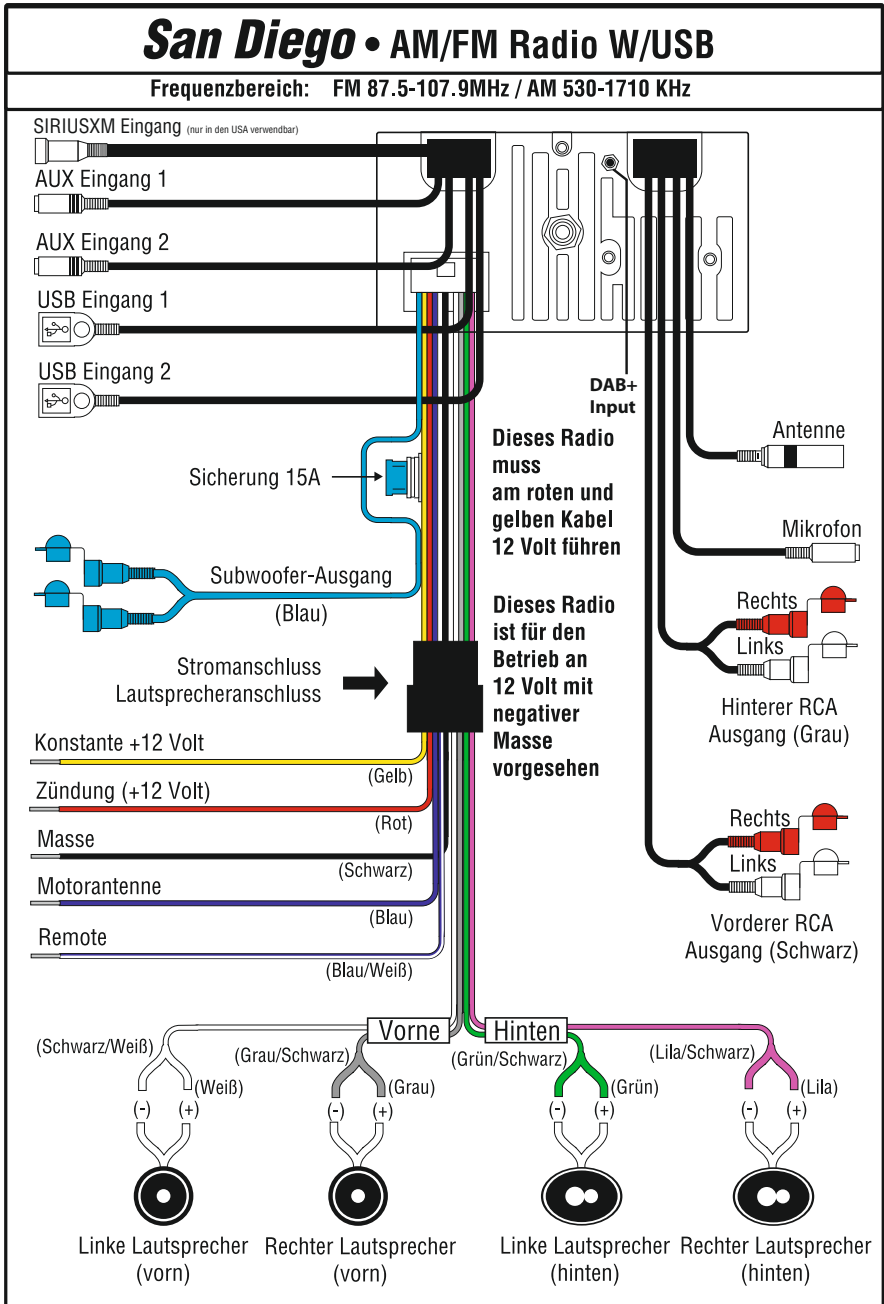 San Diego • AM/FM Radio W/USB
Frequenzbereich: FM 87.5-107.9MHz / AM 530-1710 KHz
SIRIUSXM Eingang (nur in den USA verwendbar)
AUX Eingang 1
AUX Eingang 2
USB Eingang 1
USB Eingang 2
DAB+
Input
Sicherung 15A
Dieses Radio
muss
am roten und
gelben Kabel
12 Volt führen
Antenne
Mikrofon
Subwoofer-Ausgang
(Blau)
Dieses Radio
ist für den
Betrieb an
12 Volt mit
negativer
Masse
vorgesehen
Rechts
Links
Hinterer RCA
Ausgang (Grau)
Stromanschluss
Lautsprecheranschluss
Konstante +12 Volt
(Gelb)
Zündung (+12 Volt)
(Rot)
Masse
(Schwarz)
Motorantenne
(Blau)
Remote
(Blau/Weiß)
Rechts
Links
Vorderer RCA
Ausgang (Schwarz)
Vorne
Hinten
(Schwarz/Weiß)
(Weiß)
(-)
(+)
(Grau/Schwarz)
(Grau)
(-)
(+)
(Grün/Schwarz)
(Grün)
(-)
(+)
(Lila/Schwarz)
(Lila)
(-)
(+)
Linke Lautsprecher
(vorn)
Rechter Lautsprecher
(vorn)
Linke Lautsprecher
(hinten)
Rechter Lautsprecher
(hinten)